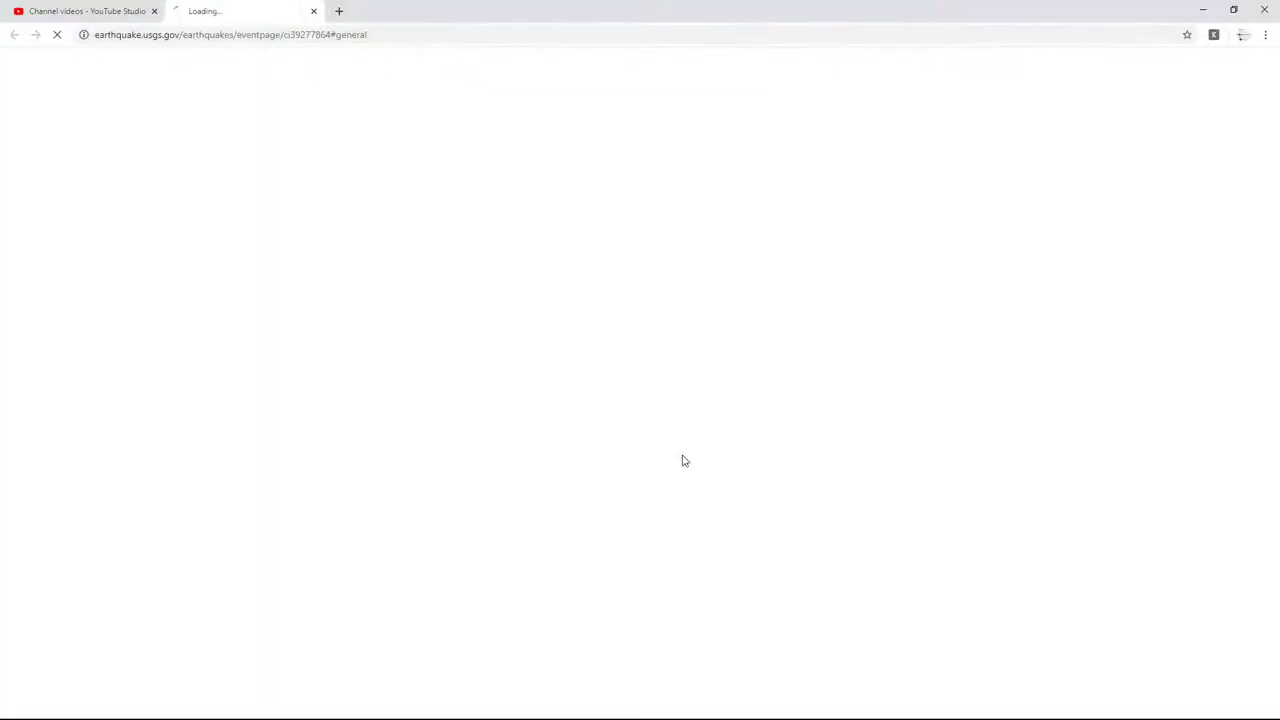 Channel videos - YouTube Studio
Loading...
earthquake.usgs.gov/earthquakes/eventpage/ci39277864#general
K